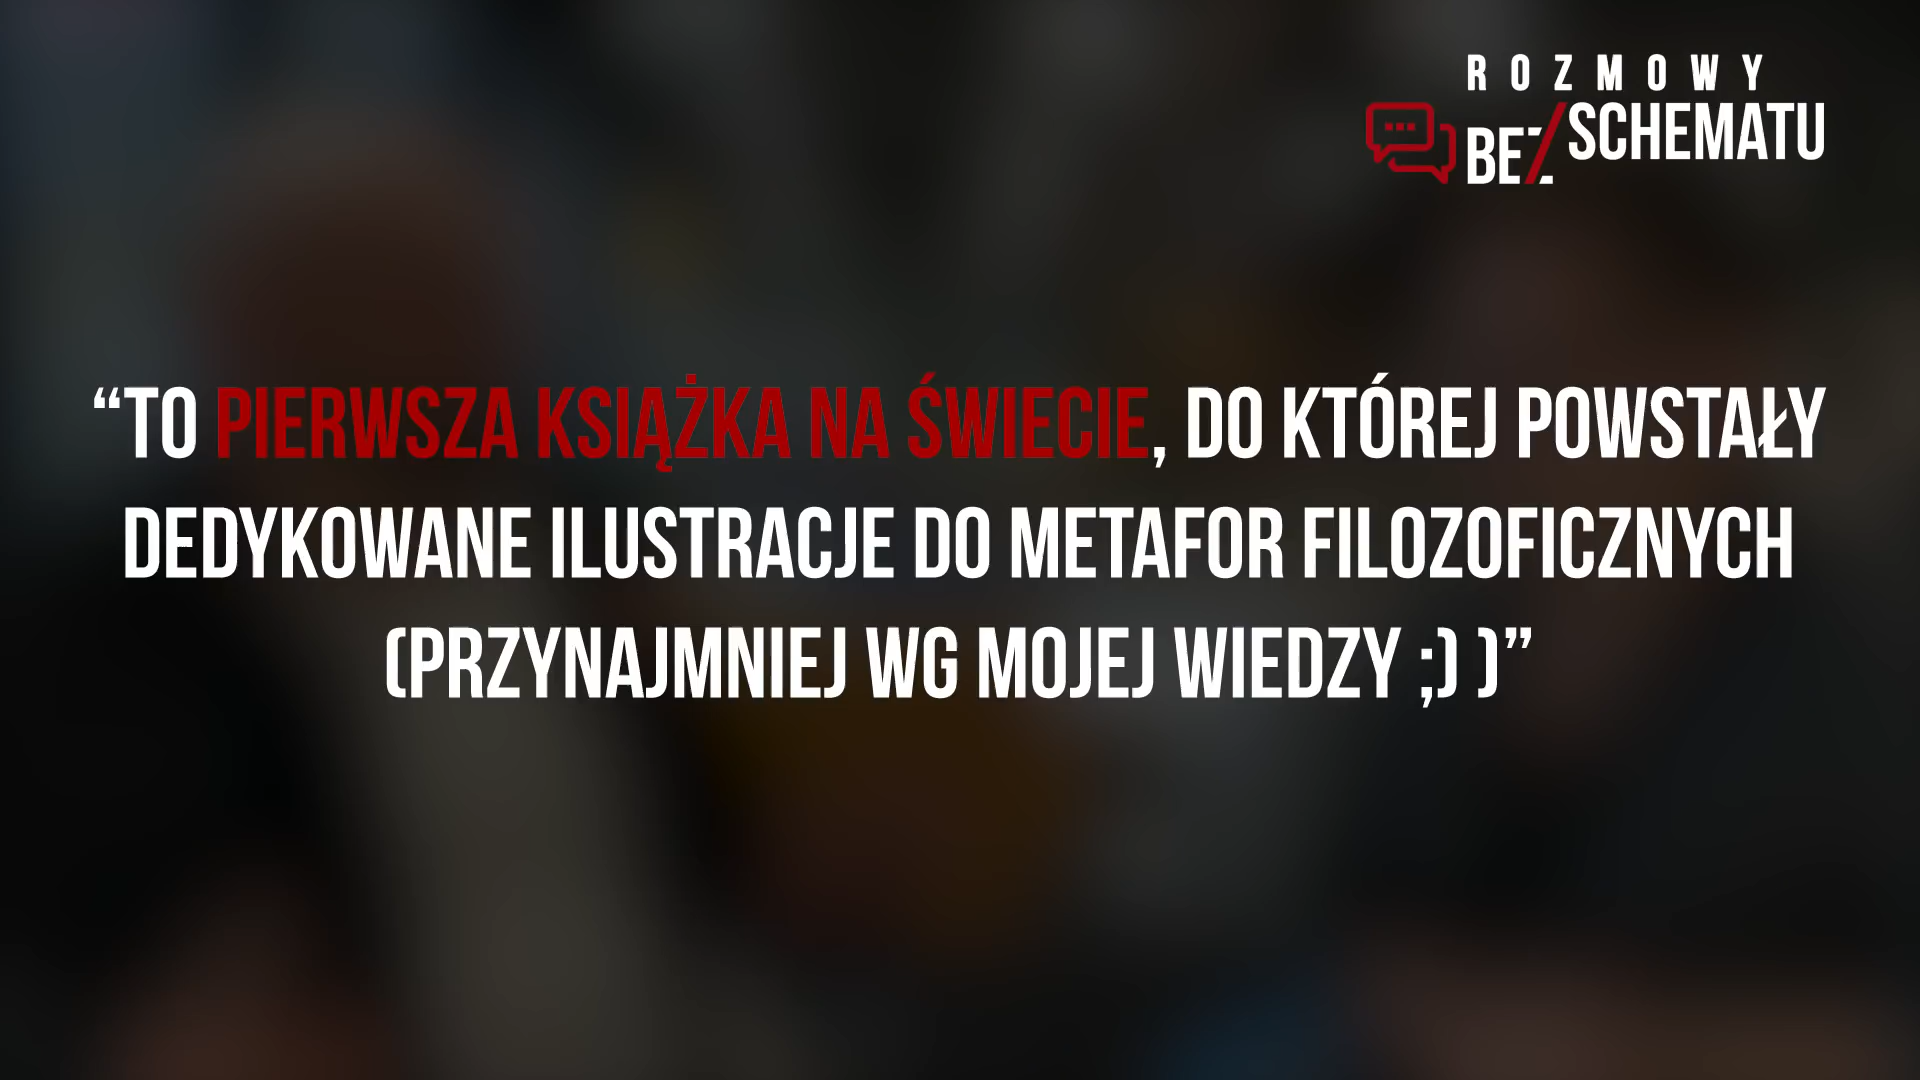 ROZMOWY
BEZ SCHEMATU
“TO PIERWSZA KSIĄŻKA NA ŚWIECIE, DO KTÓREJ POWSTAŁY
DEDYKOWANE ILUSTRACJE DO METAFOR FILOZOFICZNYCH
(PRZYNAJMNIEJ WG MOJEJ WIEDZY ;) )”